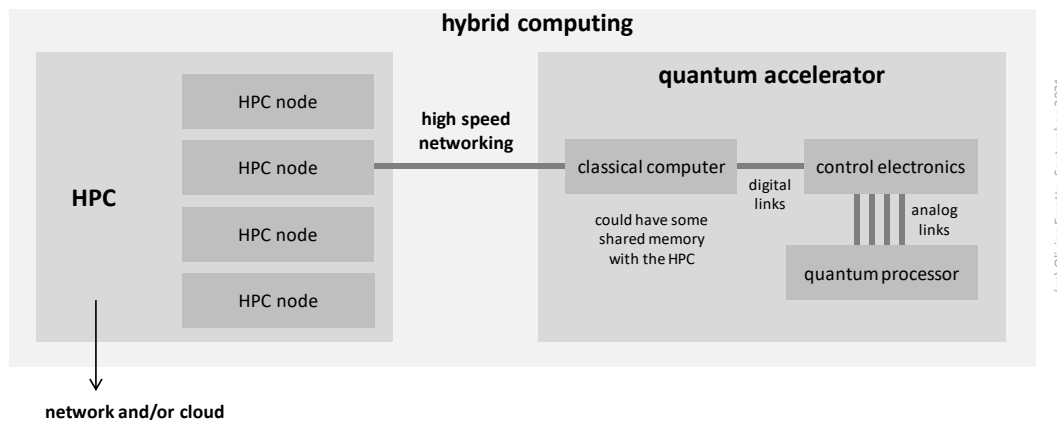 hybrid computing
HPC
HPC node
HPC node
HPC node
HPC node
high speed
networking
quantum accelerator
classical computer
could have some
shared memory
with the HPC
digital
links
control electronics
analog
links
quantum processor
network and/or cloud